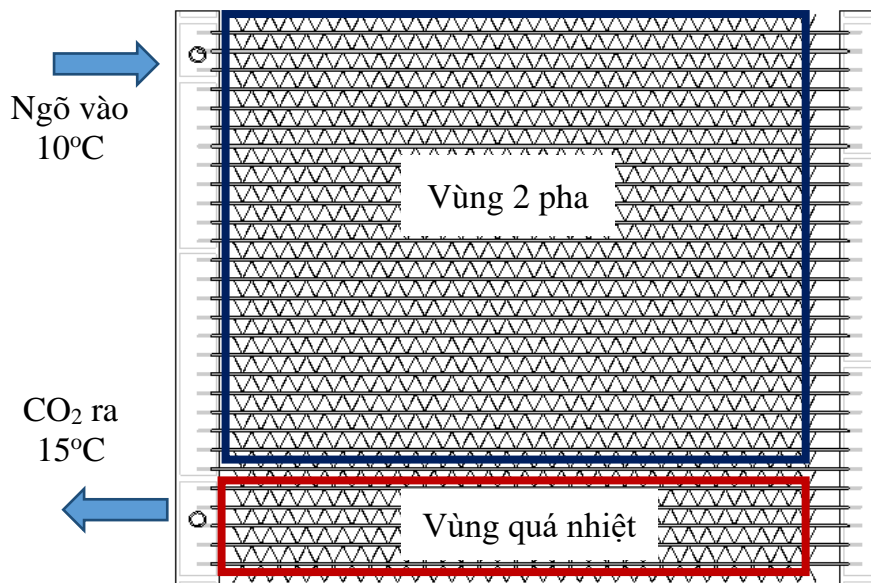 Ngõ vào
10°C
Vùng 2 pha
CO₂ ra
15°C
Vùng quá nhiệt